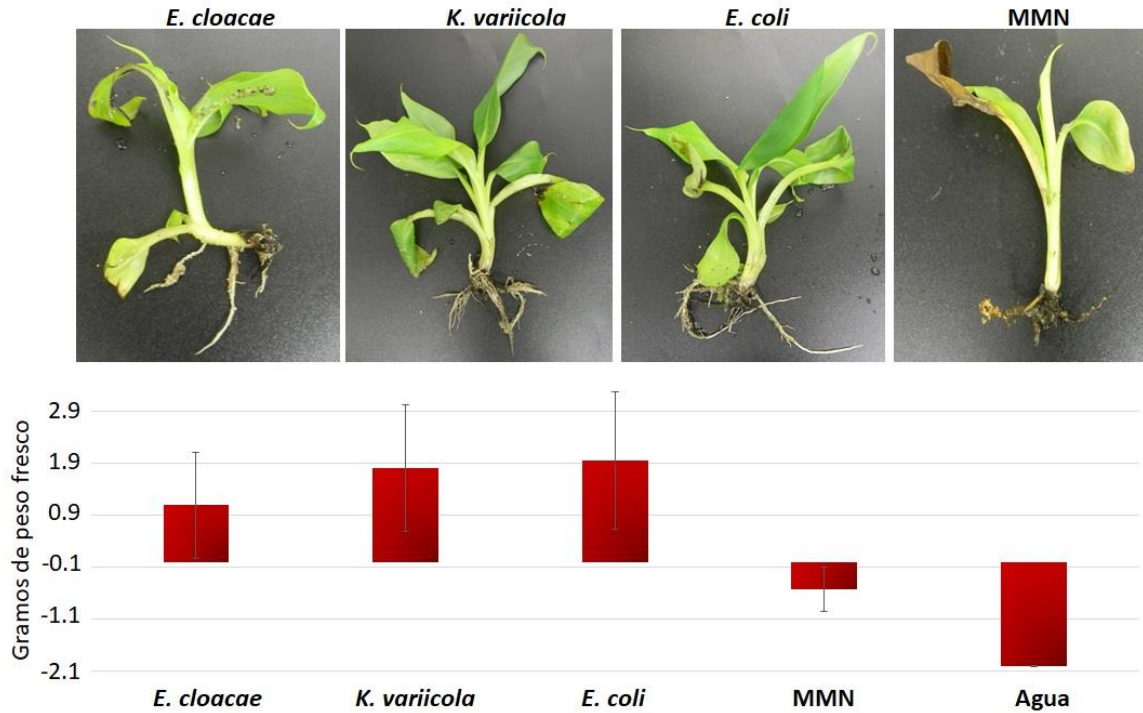 E. cloacae K. variicola E. coli MMN
Gramos de peso fresco
2.9
1.9
0.9
-0.1
-1.1
-2.1
E. cloacae K. variicola E. coli MMN Agua